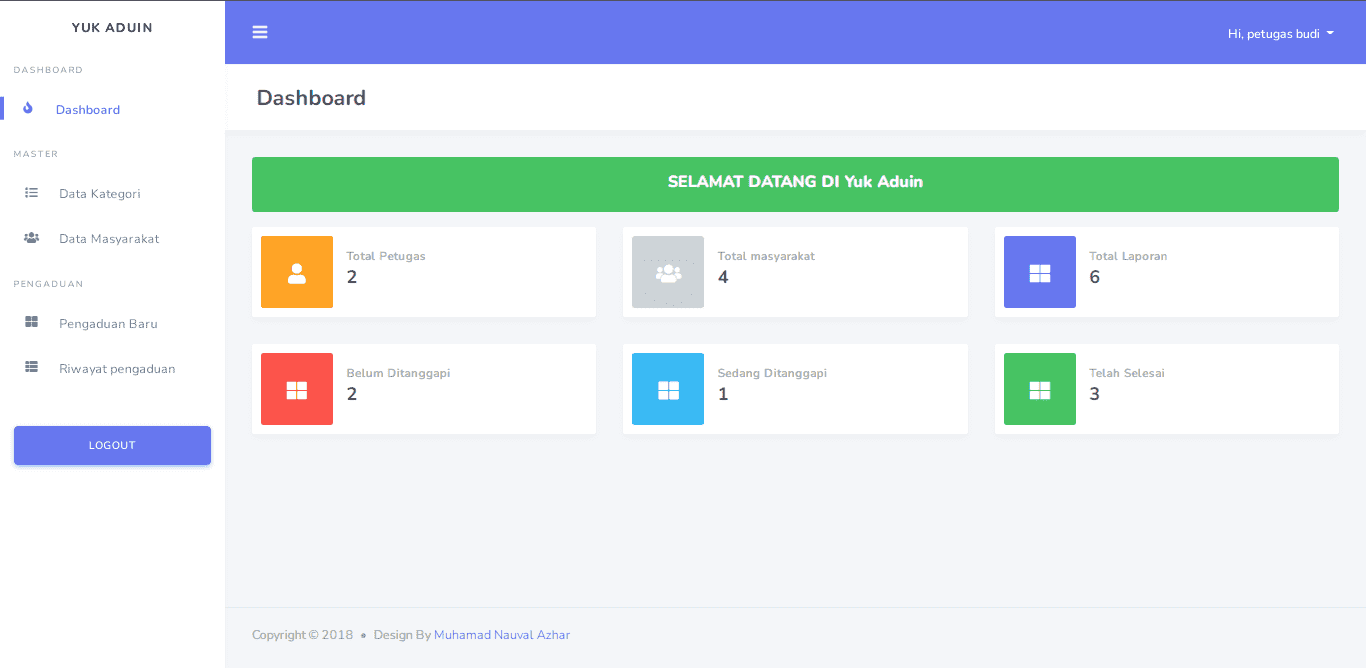 YUK ADUIN
Hi, petugas budi
DASHBOARD
Dashboard
MASTER
Data Kategori
Data Masyarakat
PENGADUAN
Pengaduan Baru
Riwayat pengaduan
LOGOUT
Dashboard
SELAMAT DATANG DI Yuk Aduin
Total Petugas
2
Total masyarakat
4
Total Laporan
6
Belum Ditanggapi
2
Sedang Ditanggapi
1
Telah Selesai
3
Copyright © 2018 • Design By Muhamad Nauval Azhar